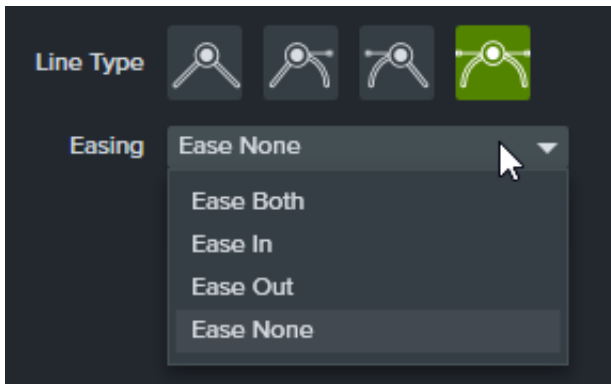 Line Type
Easing Ease None
Ease Both
Ease In
Ease Out
Ease None